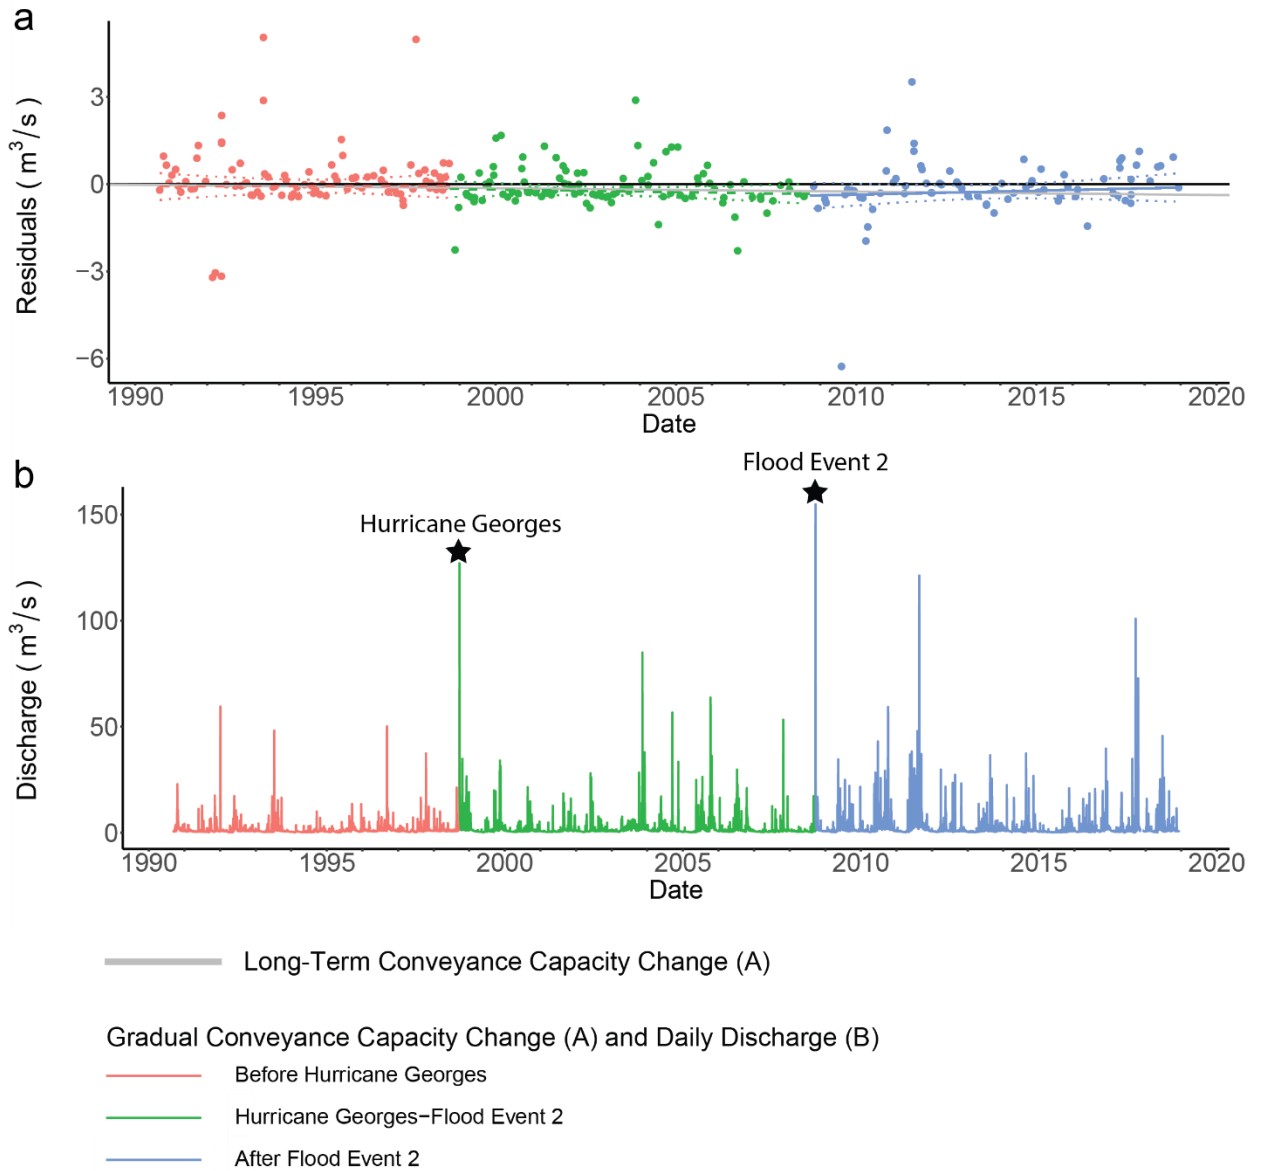 a
3
0
−3
−6
Residuals ( m³/s )
1990 1995 2000 2005 2010 2015 2020
Date
b
Flood Event 2
Hurricane Georges
150
100
50
0
Discharge ( m³/s )
1990 1995 2000 2005 2010 2015 2020
Date
Long-Term Conveyance Capacity Change (A)
Gradual Conveyance Capacity Change (A) and Daily Discharge (B)
Before Hurricane Georges
Hurricane Georges−Flood Event 2
After Flood Event 2